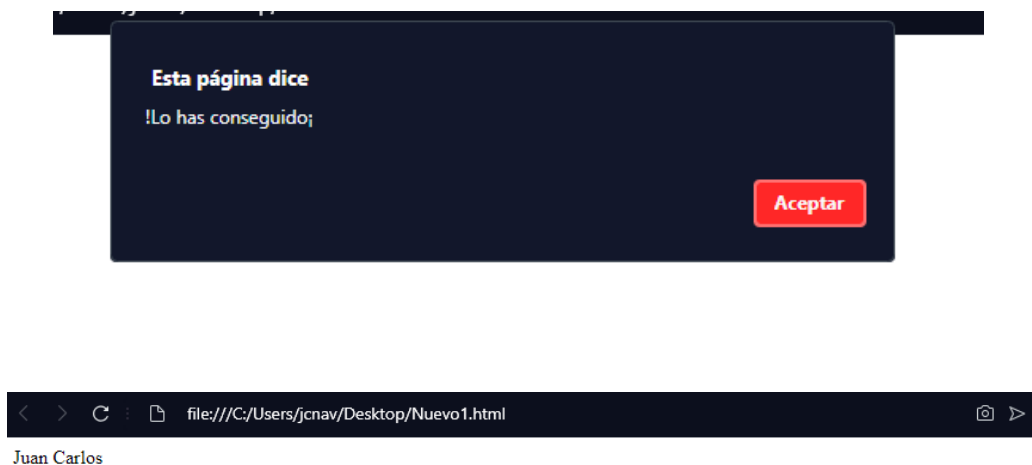 Esta página dice
!Lo has conseguido¡
Aceptar
file:///C:/Users/jcnav/Desktop/Nuevo1.html
Juan Carlos